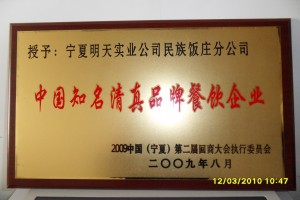 授予：宁夏明天实业公司民族饭庄分公司
中国知名清真品牌餐饮企业
2009中国（宁夏）第二届回商大会执行委员会
二〇〇九年八月
12/03/2010 10:47